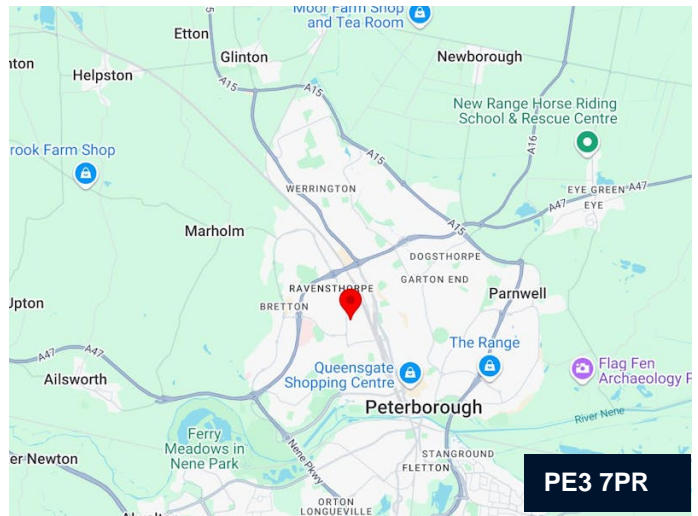 Moor Farm Shop
and Tea Room
Etton
Glinton
Newborough
Helpston
A15
A15
New Range Horse Riding
School & Rescue Centre
rook Farm Shop
A15
A16
WERRINGTON
EYE GREEN
A47
EYE
A47
Marholm
A15
DOGSTHORPE
RAVENSTHORPE
GARTON END
Parnwell
BRETTON
Upton
A47
A47
The Range
Queensgate
Shopping Centre
Flag Fen
Archaeology P
Ailsworth
Peterborough
River Nene
Ferry
Meadows in
Nene Park
Nene Pkwy
STANGROUND
FLETTON
er Newton
PE3 7PR
ORTON
LONGUEVILLE